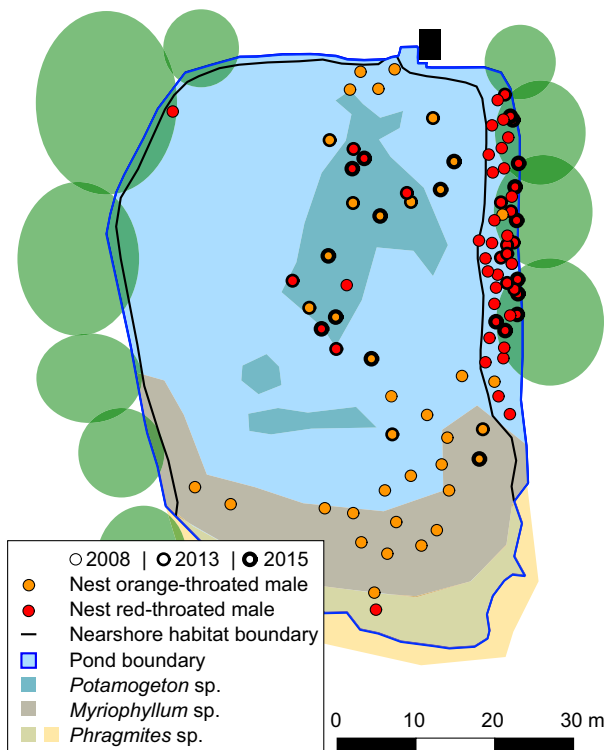 ○ 2008 | ○ 2013 | ○ 2015
Nest orange-throated male
Nest red-throated male
Nearshore habitat boundary
Pond boundary
Potamogeton sp.
Myriophyllum sp.
Phragmites sp.
0 10 20 30 m